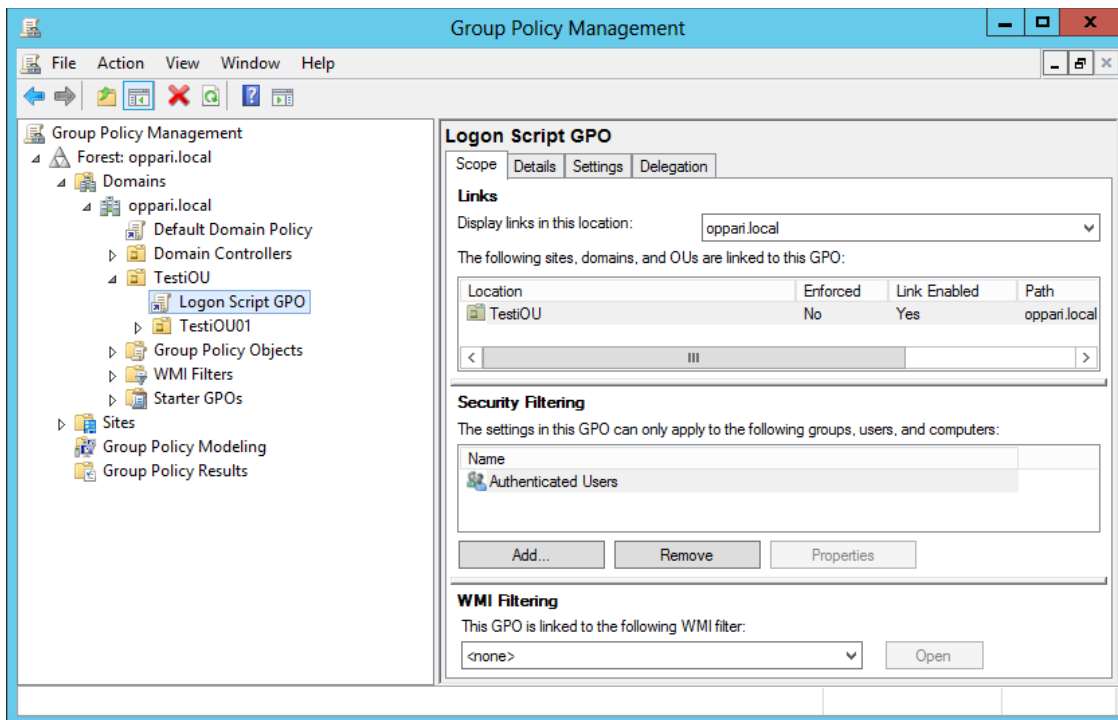 Group Policy Management
File Action View Window Help
Group Policy Management
Forest: oppari.local
Domains
oppari.local
Default Domain Policy
Domain Controllers
TestiOU
Logon Script GPO
TestiOU01
Group Policy Objects
WMI Filters
Starter GPOs
Sites
Group Policy Modeling
Group Policy Results
Logon Script GPO
Scope Details Settings Delegation
Links
Display links in this location: oppari.local
The following sites, domains, and OUs are linked to this GPO:
Location Enforced Link Enabled Path
TestiOU No Yes oppari.local
Security Filtering
The settings in this GPO can only apply to the following groups, users, and computers:
Name
Authenticated Users
Add... Remove Properties
WMI Filtering
This GPO is linked to the following WMI filter:
<none> Open